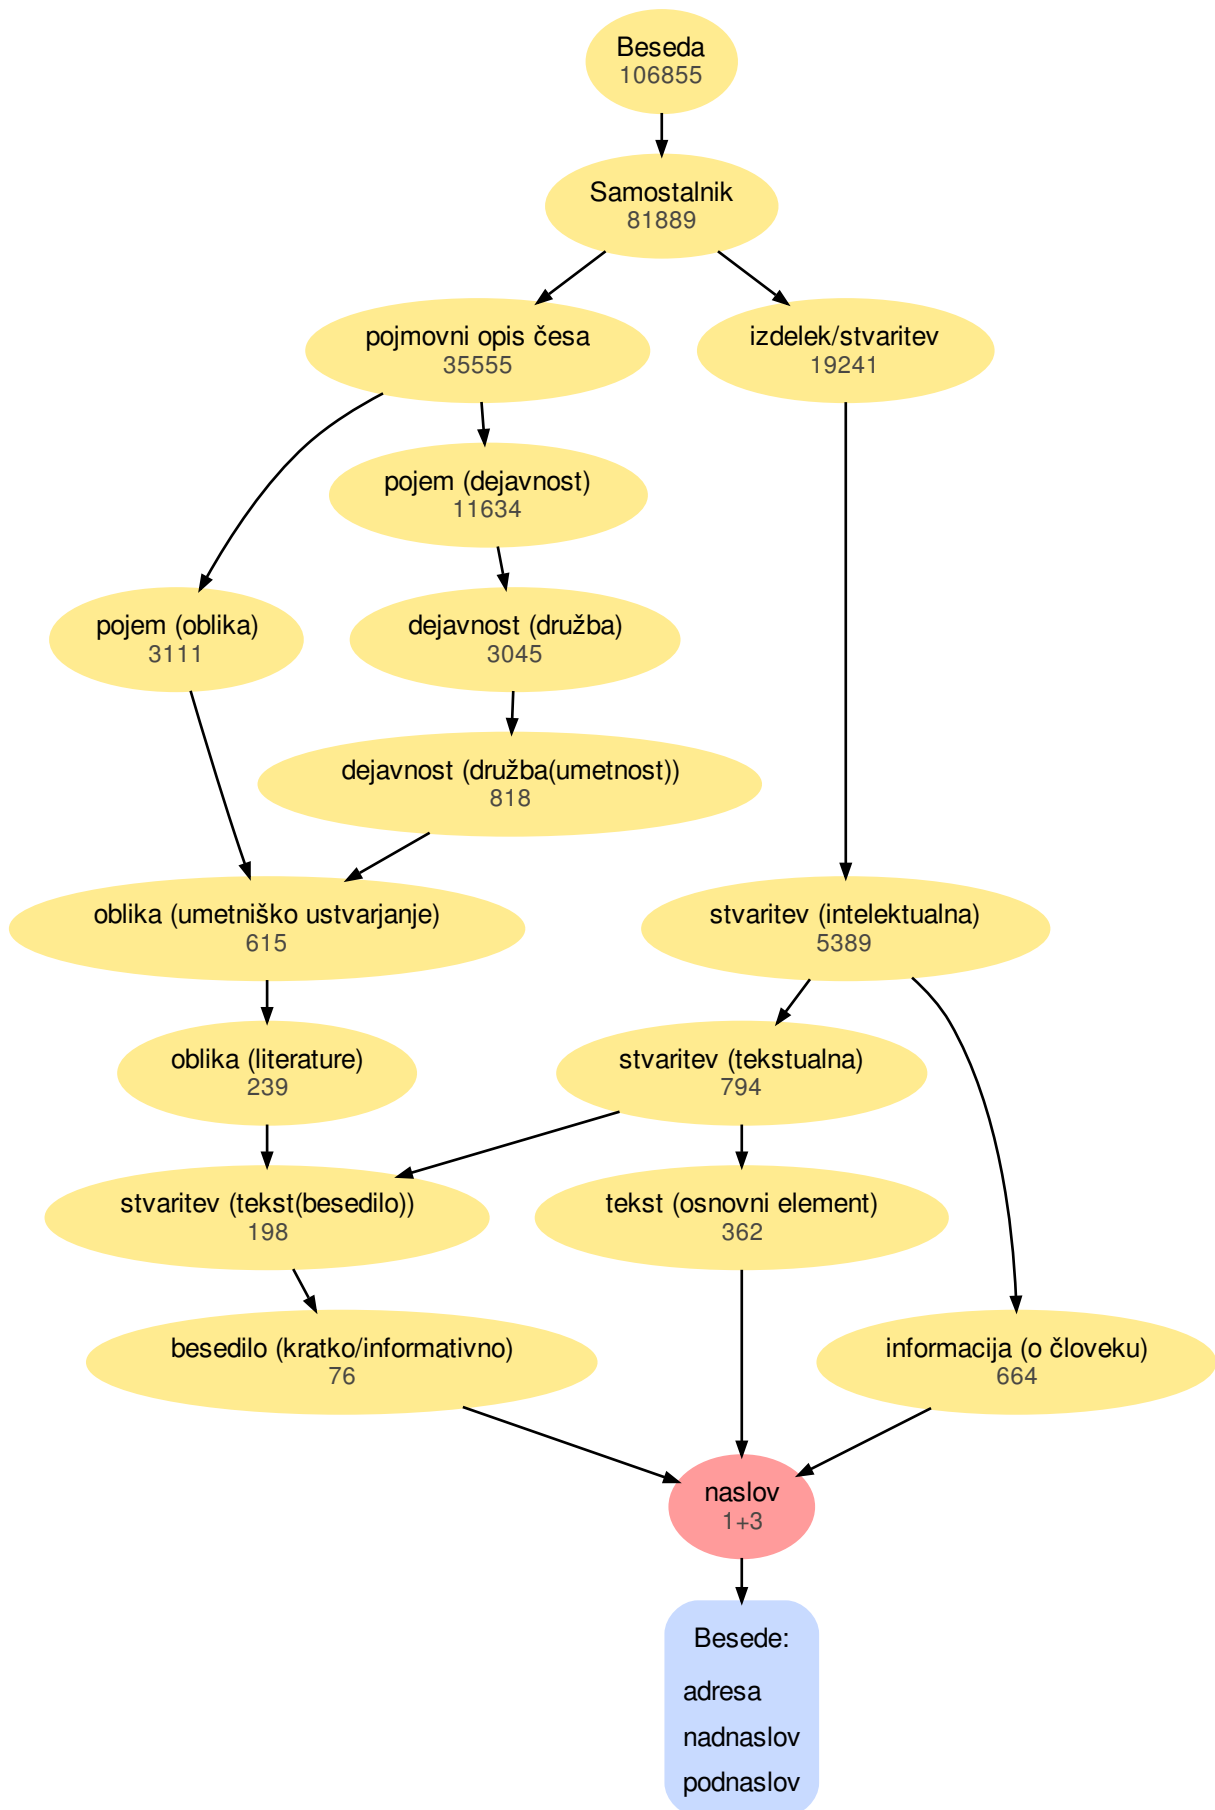 Beseda
106855
Samostalnik
81889
pojmovni opis česa
35555
izdelek/stvaritev
19241
pojem (dejavnost)
11634
pojem (oblika)
3111
dejavnost (družba)
3045
dejavnost (družba(umetnost))
818
oblika (umetniško ustvarjanje)
615
stvaritev (intelektualna)
5389
oblika (literature)
239
stvaritev (tekstualna)
794
stvaritev (tekst(besedilo))
198
tekst (osnovni element)
362
besedilo (kratko/informativno)
76
informacija (o človeku)
664
naslov
1+3
Besede:
adresa
nadnaslov
podnaslov